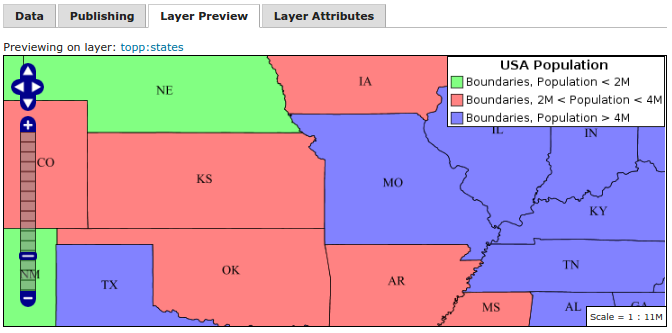 Data Publishing Layer Preview Layer Attributes
Previewing on layer: topp:states
USA Population
Boundaries, Population < 2M
Boundaries, 2M < Population < 4M
Boundaries, Population > 4M
NE
IA
IL
IN
CO
KS
MO
KY
NM
TX
OK
AR
TN
MS
AL
GA
Scale = 1 : 11M